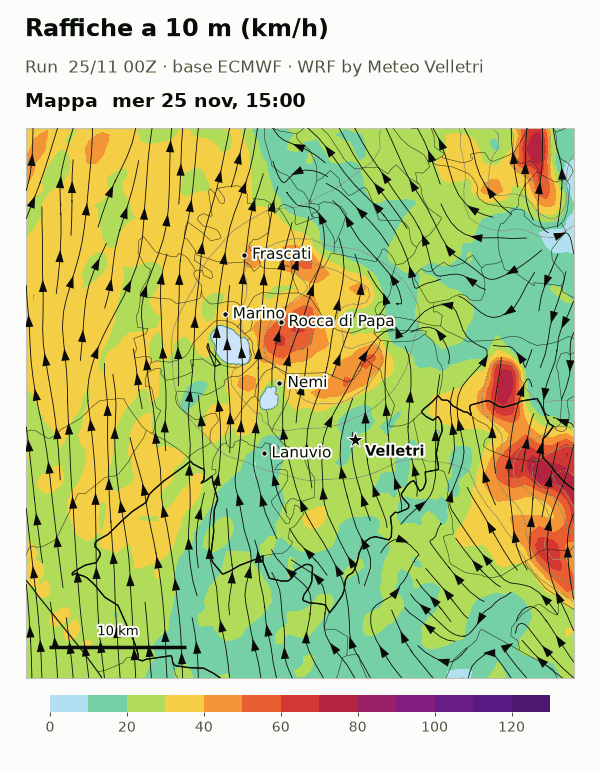 Raffiche a 10 m (km/h)
Run 25/11 00Z · base ECMWF · WRF by Meteo Velletri
Mappa mer 25 nov, 15:00
Frascati
Marino
Rocca di Papa
Nemi
Velletri
Lanuvio
10 km
0 20 40 60 80 100 120